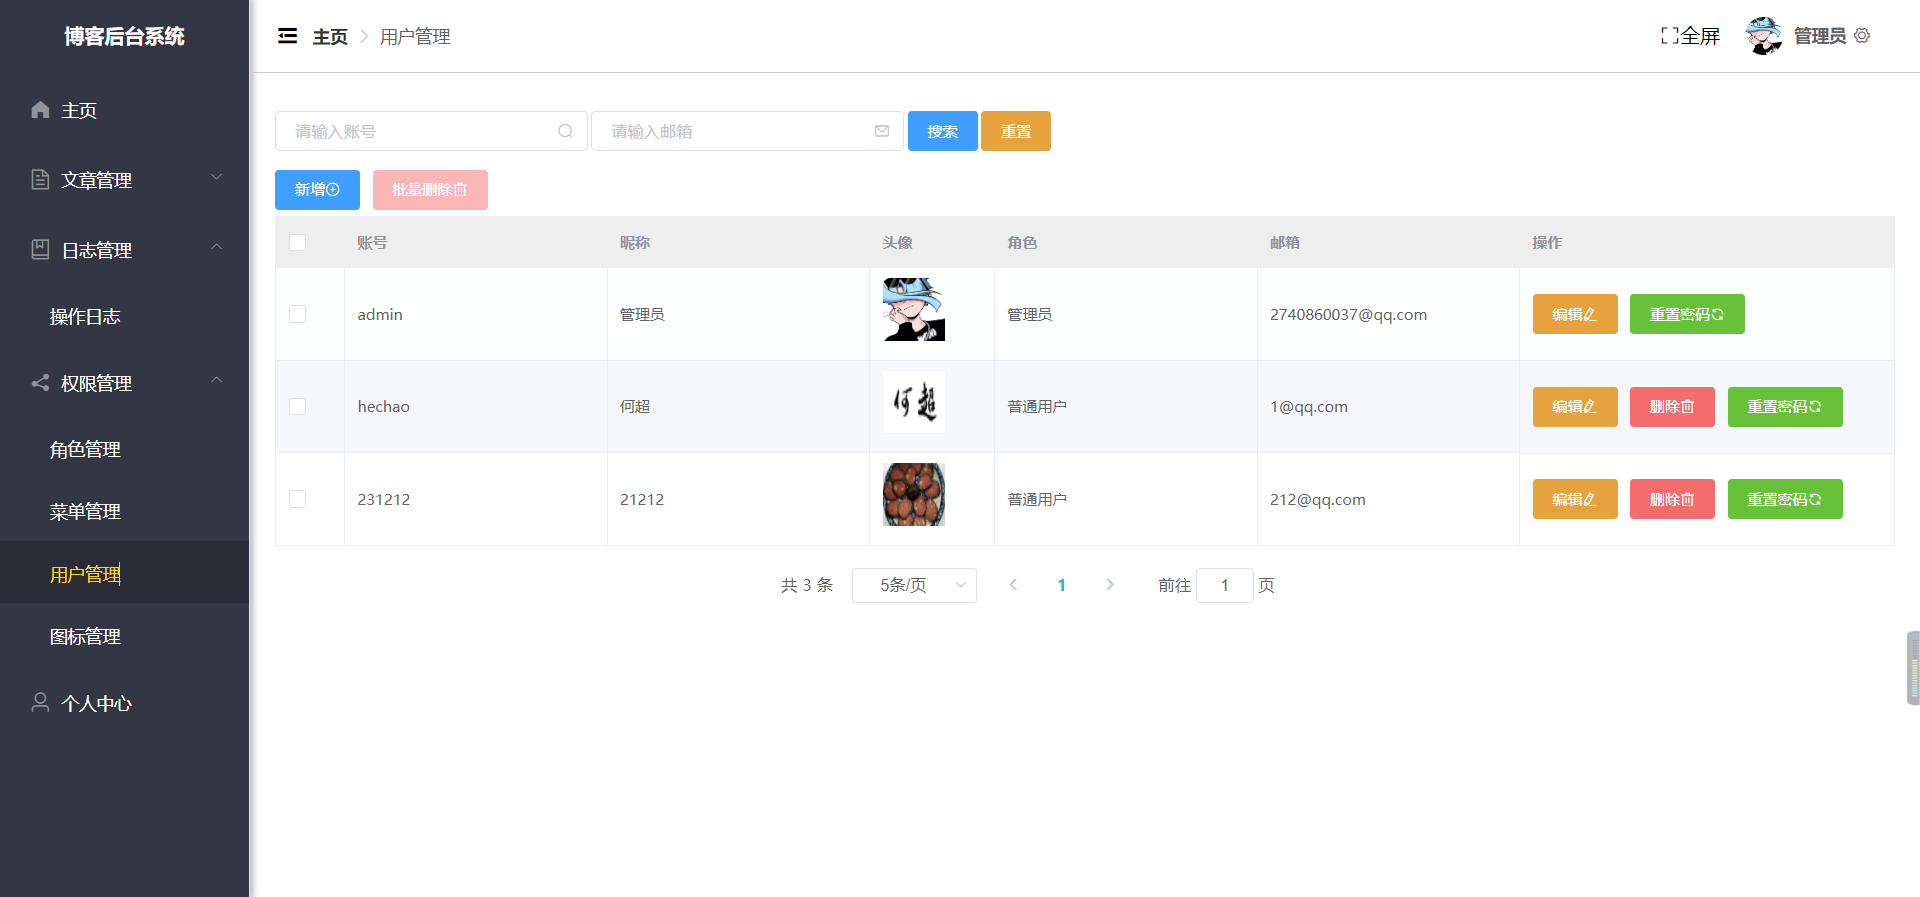 博客后台系统
主页
文章管理
日志管理
操作日志
权限管理
角色管理
菜单管理
用户管理
图标管理
个人中心
主页 用户管理
全屏 管理员
请输入账号 请输入邮箱 搜索 重置
新增 批量删除
账号 昵称 头像 角色 邮箱 操作
admin 管理员 管理员 2740860037@qq.com 编辑 重置密码
hechao 何超 何超 普通用户 1@qq.com 编辑 删除 重置密码
231212 21212 普通用户 212@qq.com 编辑 删除 重置密码
共 3 条 5条/页 1 前往 1 页